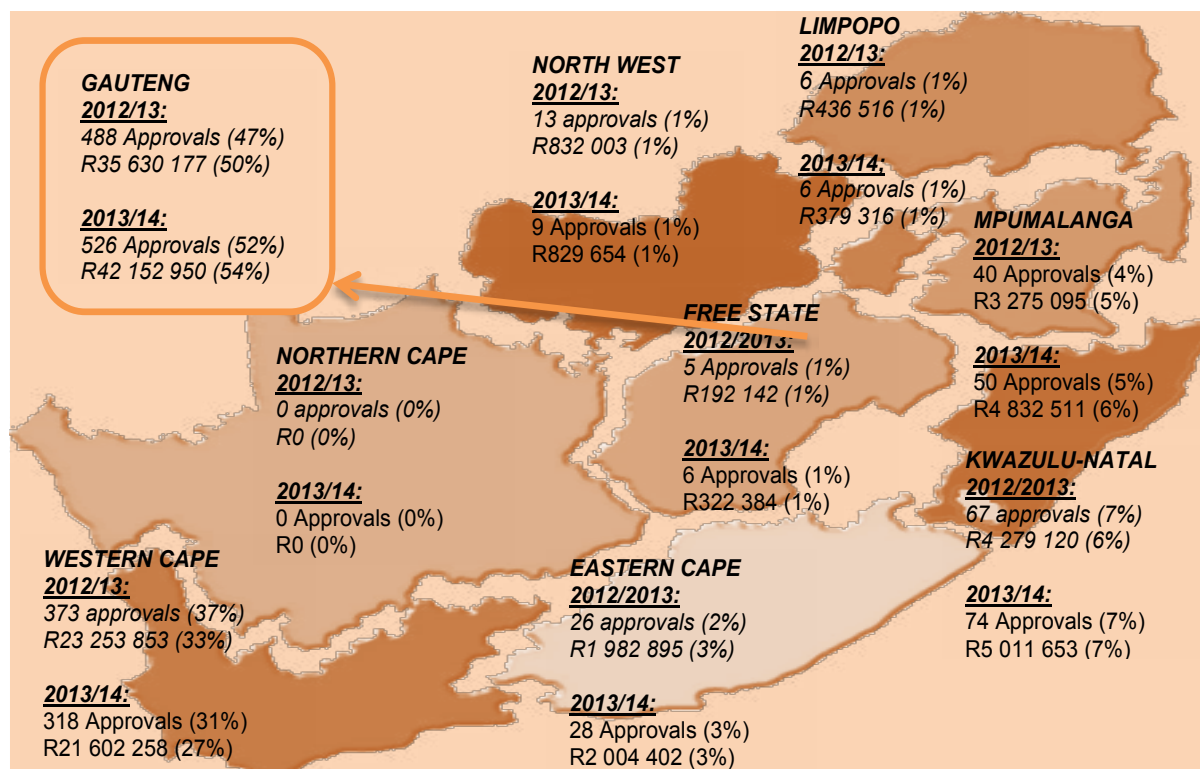 GAUTENG
2012/13:
488 Approvals (47%)
R35 630 177 (50%)
2013/14:
526 Approvals (52%)
R42 152 950 (54%)
NORTH WEST
2012/13:
13 approvals (1%)
R832 003 (1%)
2013/14:
9 Approvals (1%)
R829 654 (1%)
LIMPOPO
2012/13:
6 Approvals (1%)
R436 516 (1%)
2013/14;
6 Approvals (1%)
R379 316 (1%)
MPUMALANGA
2012/13:
40 Approvals (4%)
R3 275 095 (5%)
2013/14:
50 Approvals (5%)
R4 832 511 (6%)
NORTHERN CAPE
2012/13:
0 approvals (0%)
R0 (0%)
2013/14:
0 Approvals (0%)
R0 (0%)
FREE STATE
2012/2013:
5 Approvals (1%)
R192 142 (1%)
2013/14:
6 Approvals (1%)
R322 384 (1%)
KWAZULU-NATAL
2012/2013:
67 approvals (7%)
R4 279 120 (6%)
2013/14:
74 Approvals (7%)
R5 011 653 (7%)
WESTERN CAPE
2012/13:
373 approvals (37%)
R23 253 853 (33%)
2013/14:
318 Approvals (31%)
R21 602 258 (27%)
EASTERN CAPE
2012/2013:
26 approvals (2%)
R1 982 895 (3%)
2013/14:
28 Approvals (3%)
R2 004 402 (3%)